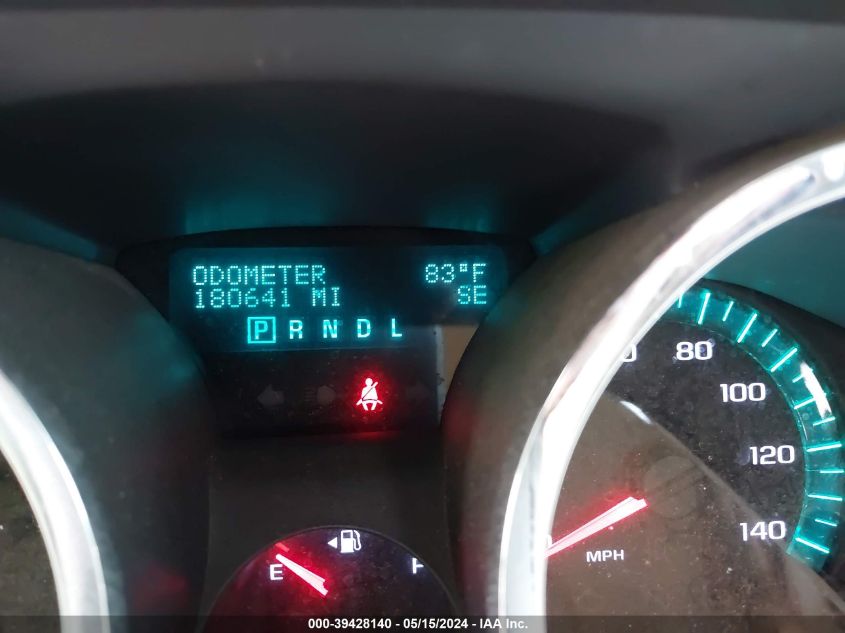 ODOMETER 83°F
180641 MI SE
P R N D L
80
100
120
140
MPH
E
000-39428140 - 05/15/2024 - IAA Inc.